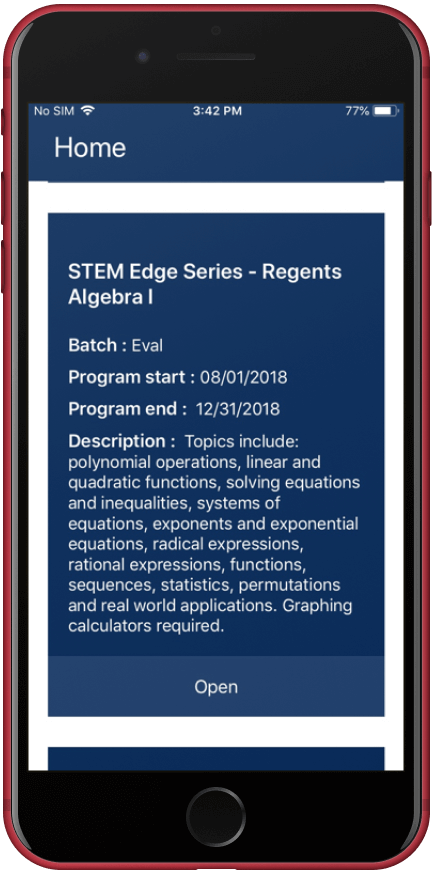 No SIM 3:42 PM 77%
Home
STEM Edge Series - Regents
Algebra I
Batch : Eval
Program start : 08/01/2018
Program end : 12/31/2018
Description : Topics include:
polynomial operations, linear and
quadratic functions, solving equations
and inequalities, systems of
equations, exponents and exponential
equations, radical expressions,
rational expressions, functions,
sequences, statistics, permutations
and real world applications. Graphing
calculators required.
Open